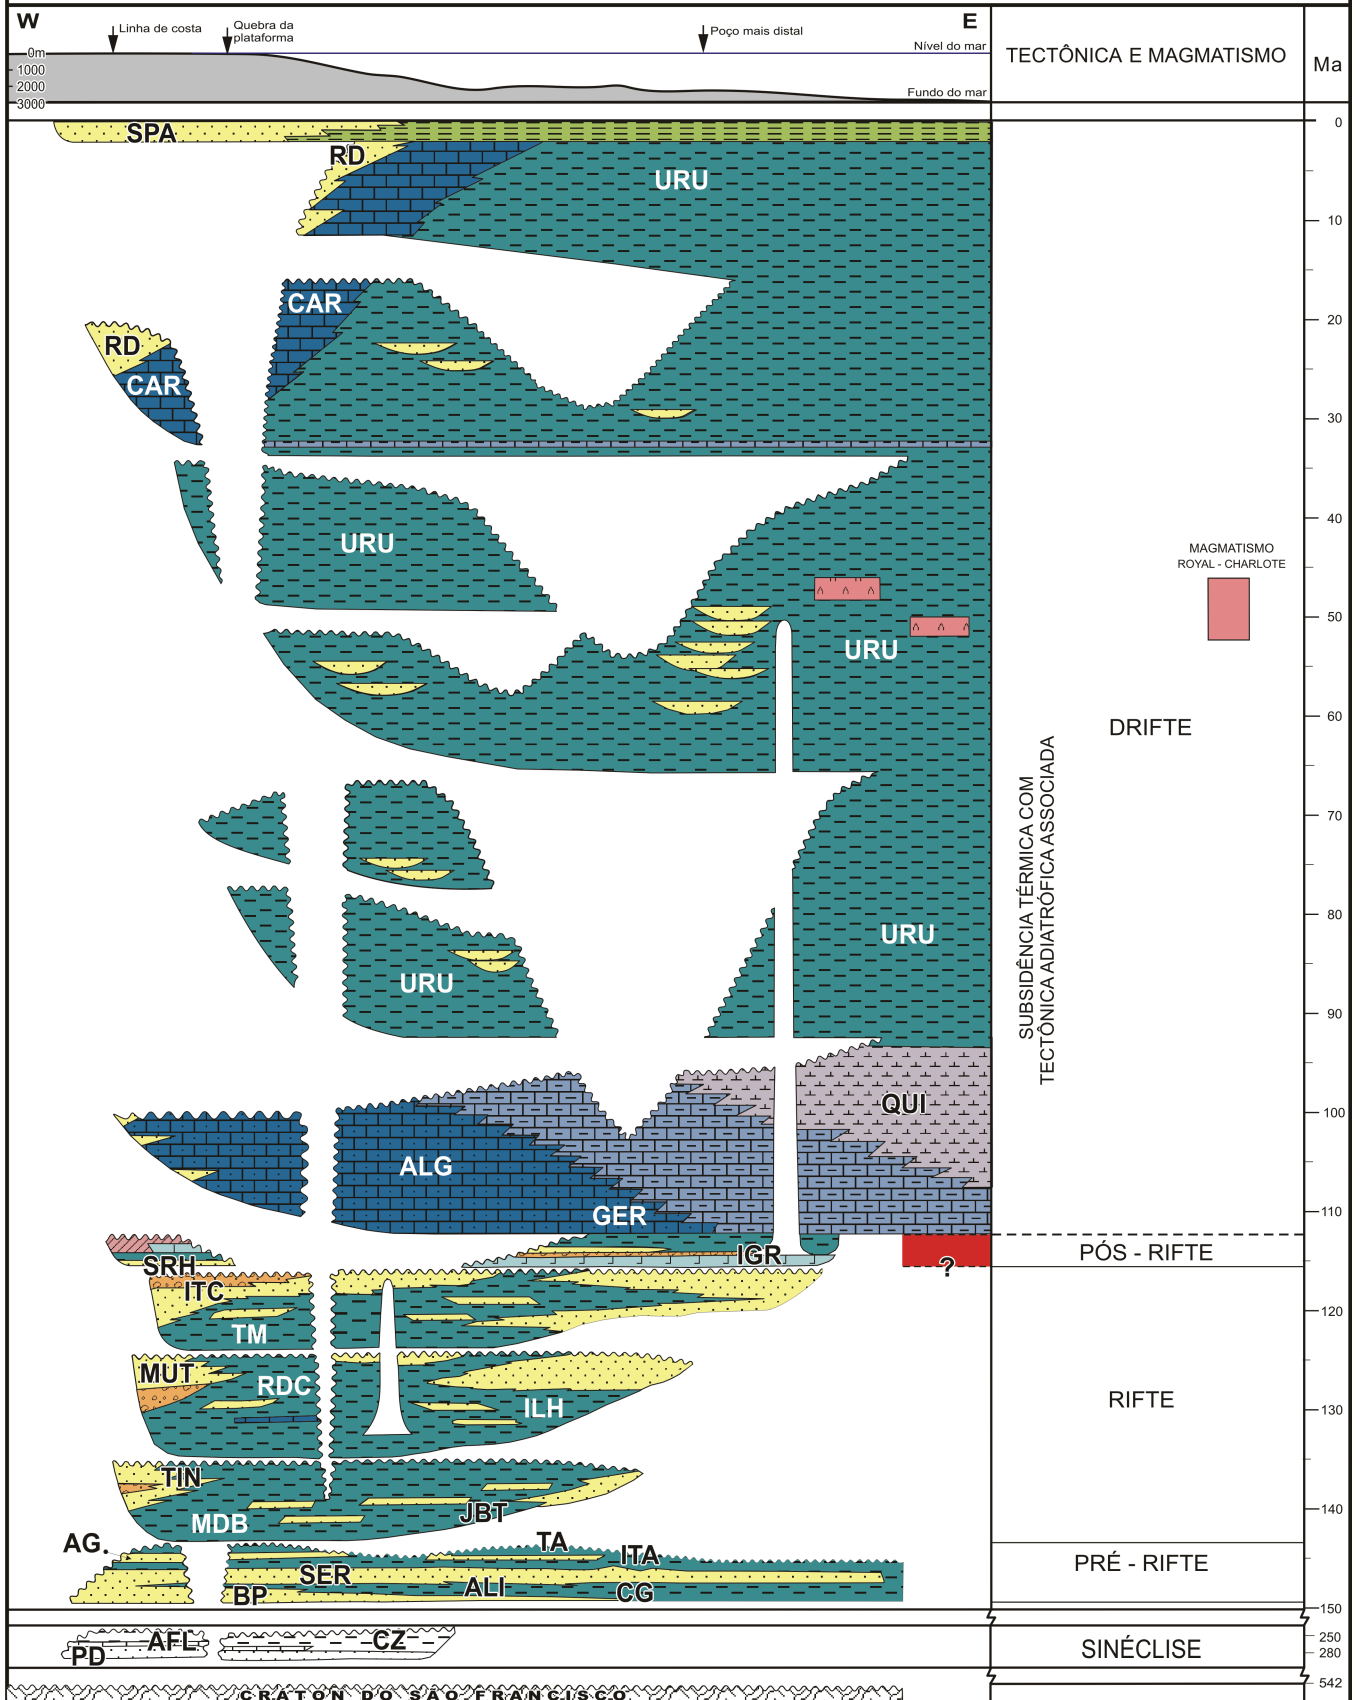 W
Linha de costa
Quebra da
plataforma
Poço mais distal
E
Nível do mar
Fundo do mar
0m
1000
2000
3000
TECTÔNICA E MAGMATISMO
Ma
SPA
RD
URU
CAR
RD
CAR
URU
URU
URU
URU
QUI
ALG
GER
IGR
SRH
ITC
TM
MUT
RDC
ILH
TIN
MDB
JBT
AG.
TA
ITA
SER
ALI
BP
CG
AFL
CZ
PD
CRÁTON DO SÃO FRANCISCO
?
MAGMATISMO
ROYAL - CHARLOTE
DRIFTE
SUBSIDÊNCIA TÉRMICA COM
TECTÔNICA ADIATRÓFICA ASSOCIADA
PÓS - RIFTE
RIFTE
PRÉ - RIFTE
SINÉCLISE
0
10
20
30
40
50
60
70
80
90
100
110
120
130
140
150
250
280
542